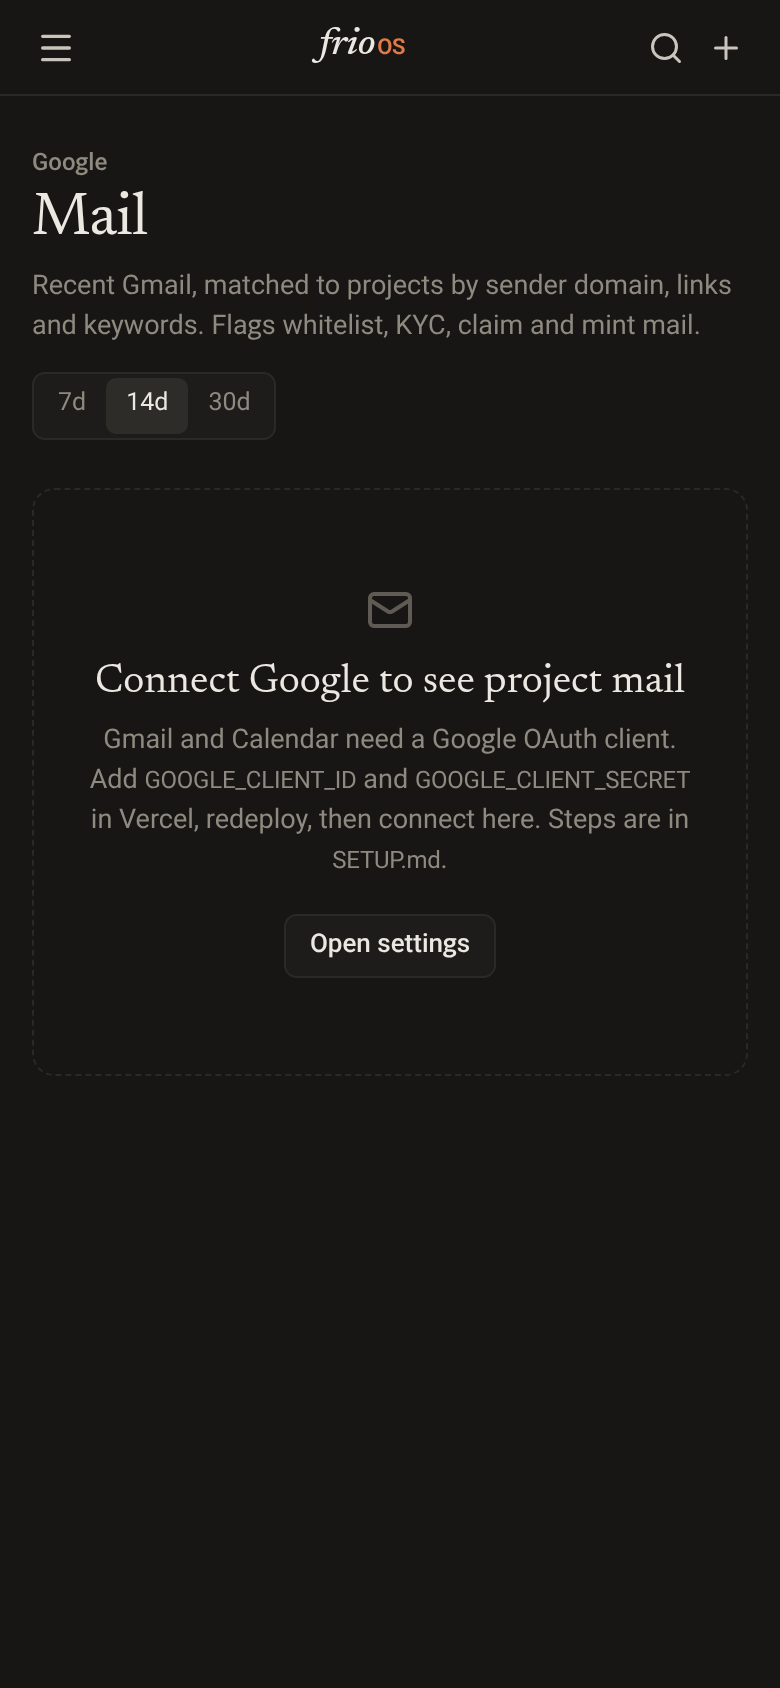 frio os
Google
Mail
Recent Gmail, matched to projects by sender domain, links
and keywords. Flags whitelist, KYC, claim and mint mail.
7d 14d 30d
Connect Google to see project mail
Gmail and Calendar need a Google OAuth client.
Add GOOGLE_CLIENT_ID and GOOGLE_CLIENT_SECRET
in Vercel, redeploy, then connect here. Steps are in
SETUP.md.
Open settings